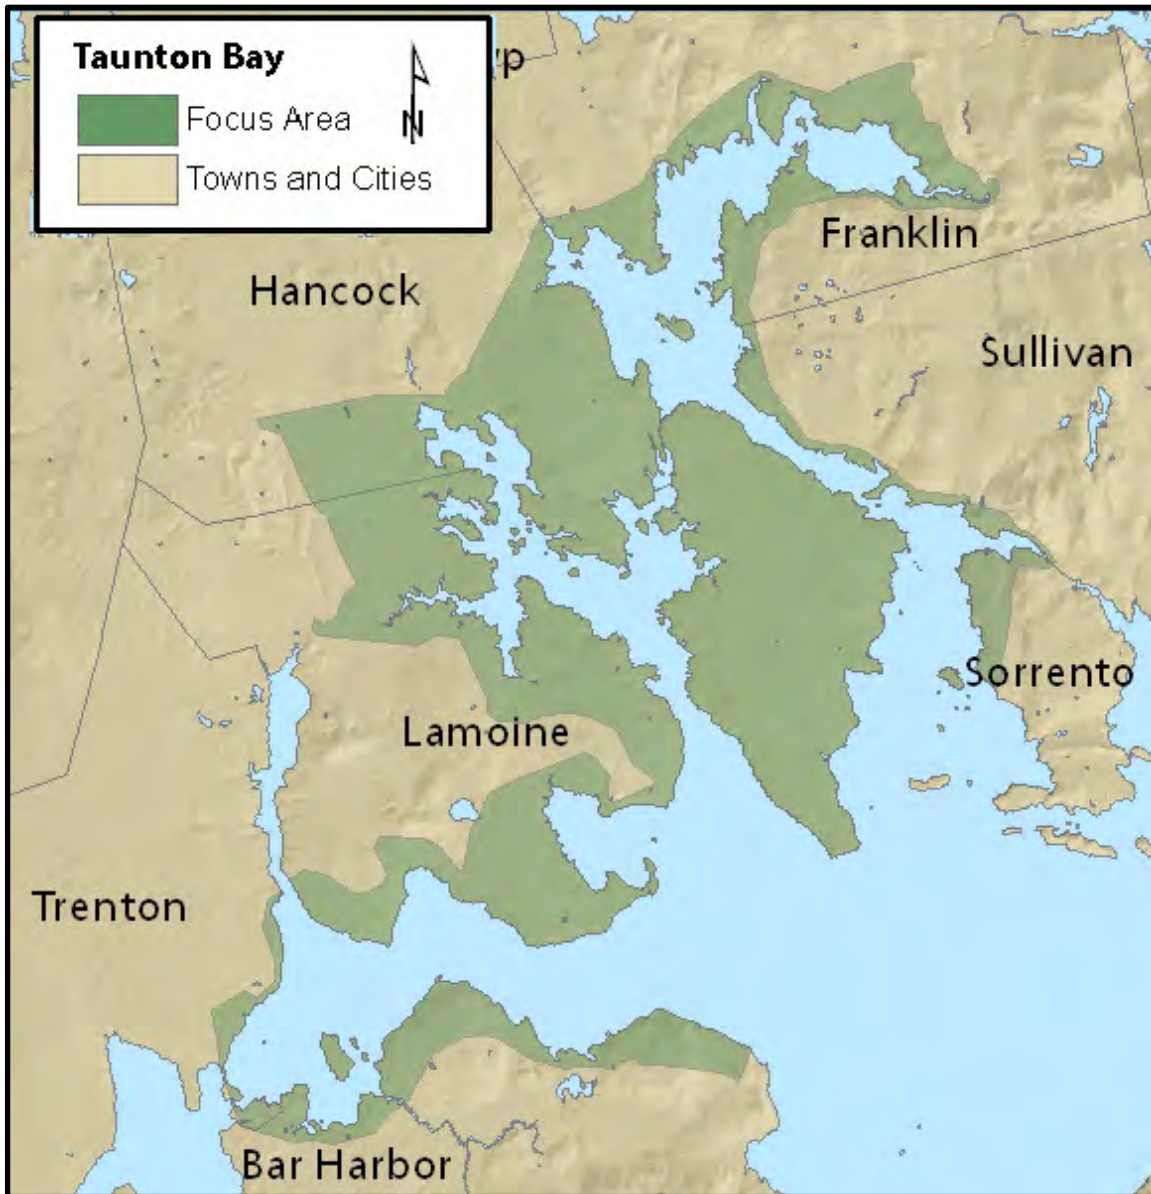 Taunton Bay
Focus Area
N
Towns and Cities
Franklin
Hancock
Sullivan
Sorrento
Lamoine
Trenton
Bar Harbor